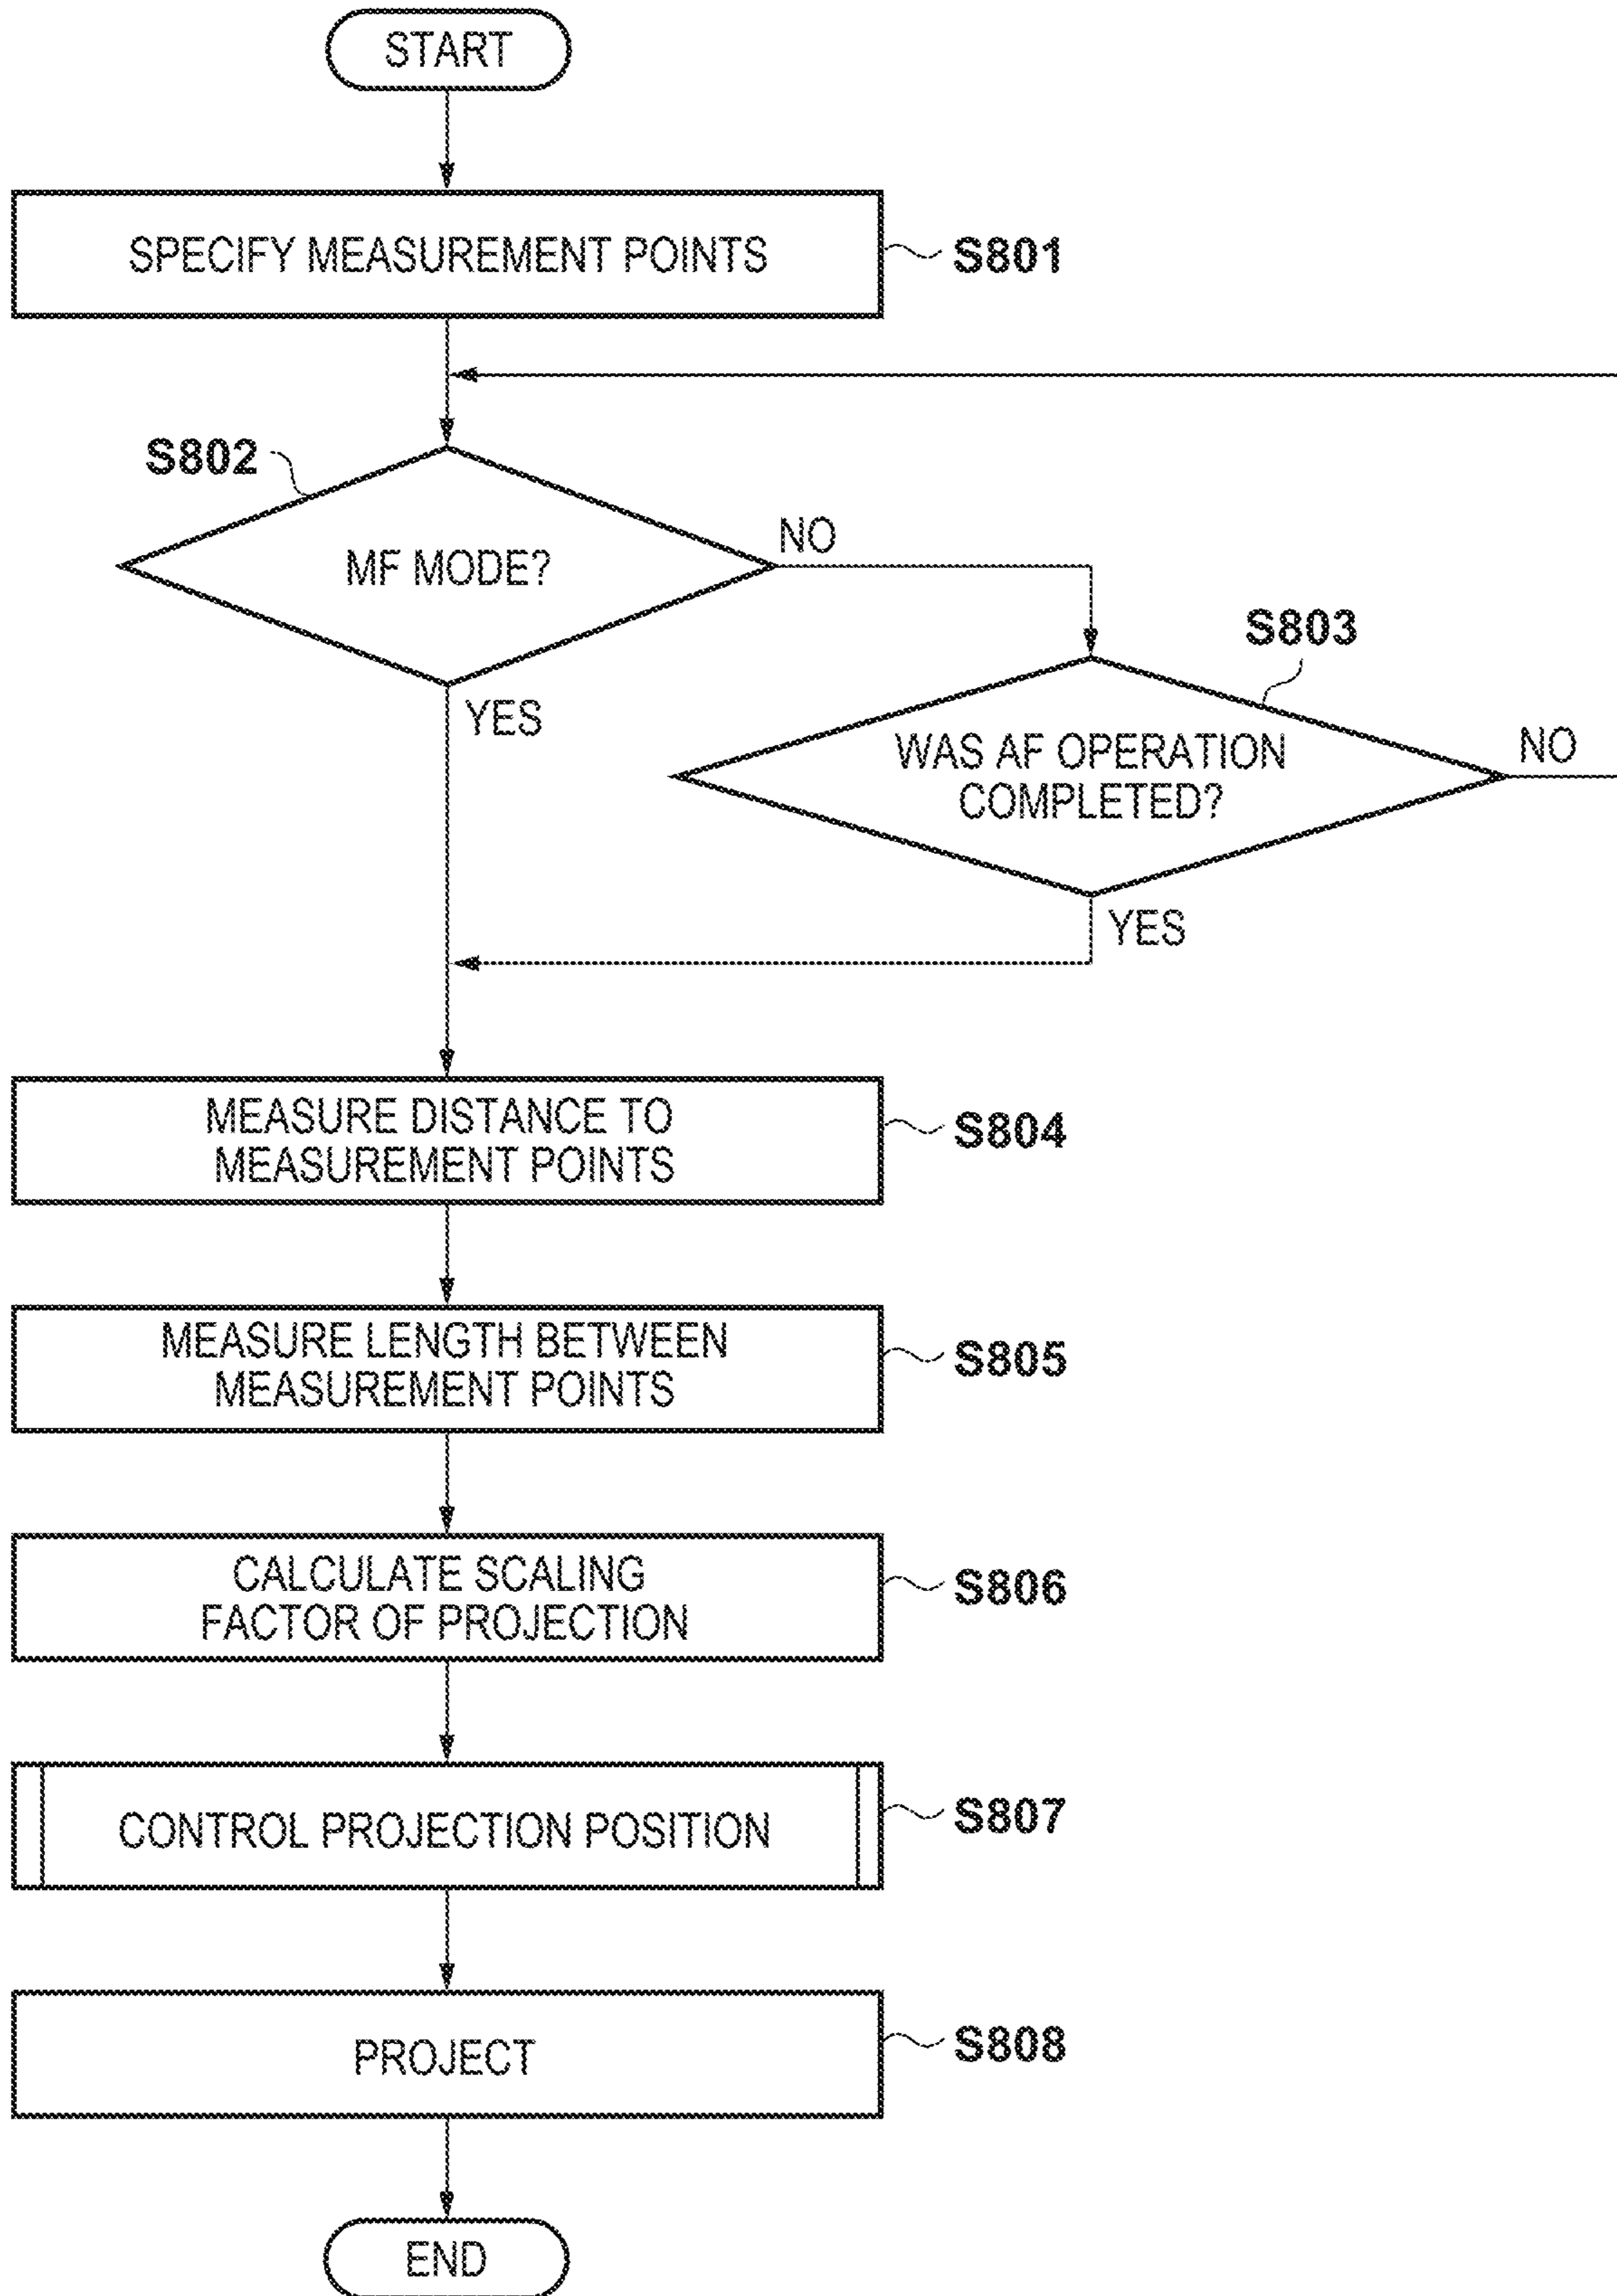 START
SPECIFY MEASUREMENT POINTS
S801
S802
MF MODE?
NO
YES
S803
WAS AF OPERATION
COMPLETED?
NO
YES
MEASURE DISTANCE TO
MEASUREMENT POINTS
S804
MEASURE LENGTH BETWEEN
MEASUREMENT POINTS
S805
CALCULATE SCALING
FACTOR OF PROJECTION
S806
CONTROL PROJECTION POSITION
S807
PROJECT
S808
END